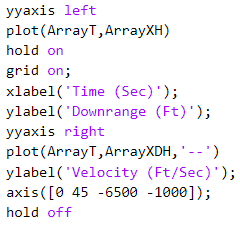 yyaxis left
plot(ArrayT,ArrayXH)
hold on
grid on;
xlabel('Time (Sec)');
ylabel('Downrange (Ft)');
yyaxis right
plot(ArrayT,ArrayXDH,'--')
ylabel('Velocity (Ft/Sec)');
axis([0 45 -6500 -1000]);
hold off